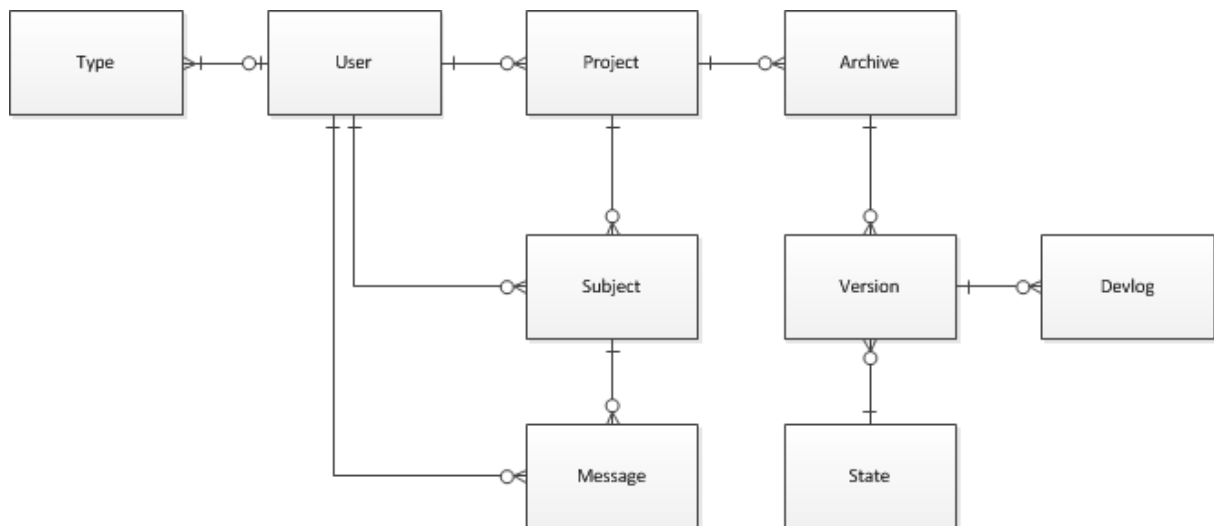 Type
User
Project
Archive
Subject
Version
Devlog
Message
State